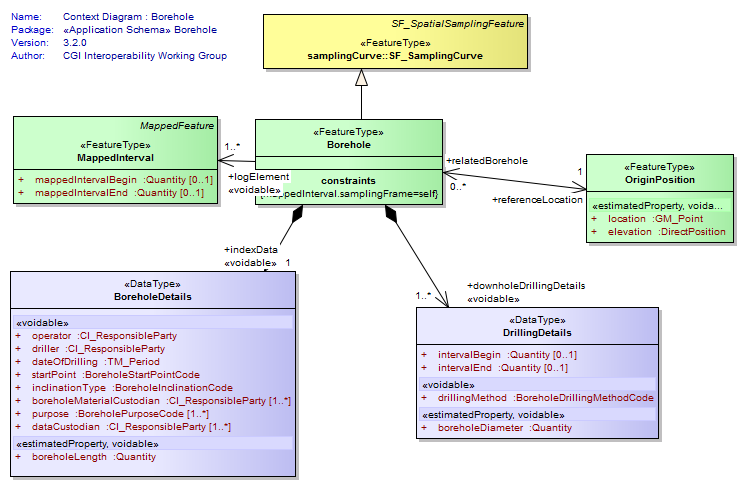 Name: Context Diagram : Borehole
Package: «Application Schema» Borehole
Version: 3.2.0
Author: CGI Interoperability Working Group
SF_SpatialSamplingFeature
«FeatureType»
samplingCurve::SF_SamplingCurve
MappedFeature
«FeatureType»
MappedInterval
+ mappedIntervalBegin :Quantity [0..1]
+ mappedIntervalEnd :Quantity [0..1]
1..*
+logElement
«voidable»
«FeatureType»
Borehole
constraints
{mappedInterval.samplingFrame=self}
+relatedBorehole
0..*
1
+referenceLocation
«FeatureType»
OriginPosition
«estimatedProperty, voida...
+ location :GM_Point
+ elevation :DirectPosition
+indexData
«voidable» 1
«DataType»
BoreholeDetails
«voidable»
+ operator :CI_ResponsibleParty
+ driller :CI_ResponsibleParty
+ dateOfDrilling :TM_Period
+ startPoint :BoreholeStartPointCode
+ inclinationType :BoreholeInclinationCode
+ boreholeMaterialCustodian :CI_ResponsibleParty [1..*]
+ purpose :BoreholePurposeCode [1..*]
+ dataCustodian :CI_ResponsibleParty [1..*]
«estimatedProperty, voidable»
+ boreholeLength :Quantity
+downholeDrillingDetails
1..* «voidable»
«DataType»
DrillingDetails
+ intervalBegin :Quantity [0..1]
+ intervalEnd :Quantity [0..1]
«voidable»
+ drillingMethod :BoreholeDrillingMethodCode
«estimatedProperty, voidable»
+ boreholeDiameter :Quantity